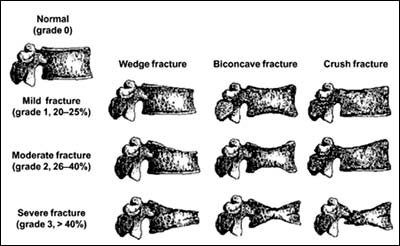 Normal
(grade 0)
Wedge fracture
Biconcave fracture
Crush fracture
Mild fracture
(grade 1, 20–25%)
Moderate fracture
(grade 2, 26–40%)
Severe fracture
(grade 3, > 40%)